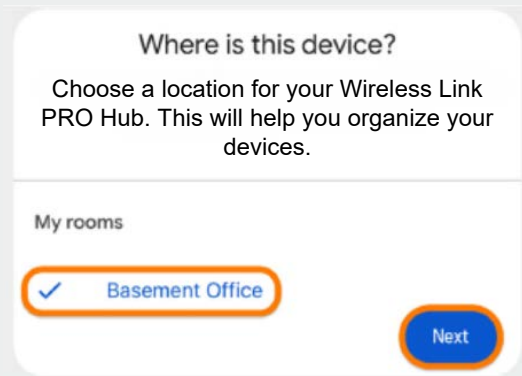 Where is this device?
Choose a location for your Wireless Link
PRO Hub. This will help you organize your
devices.
My rooms
Basement Office
Next